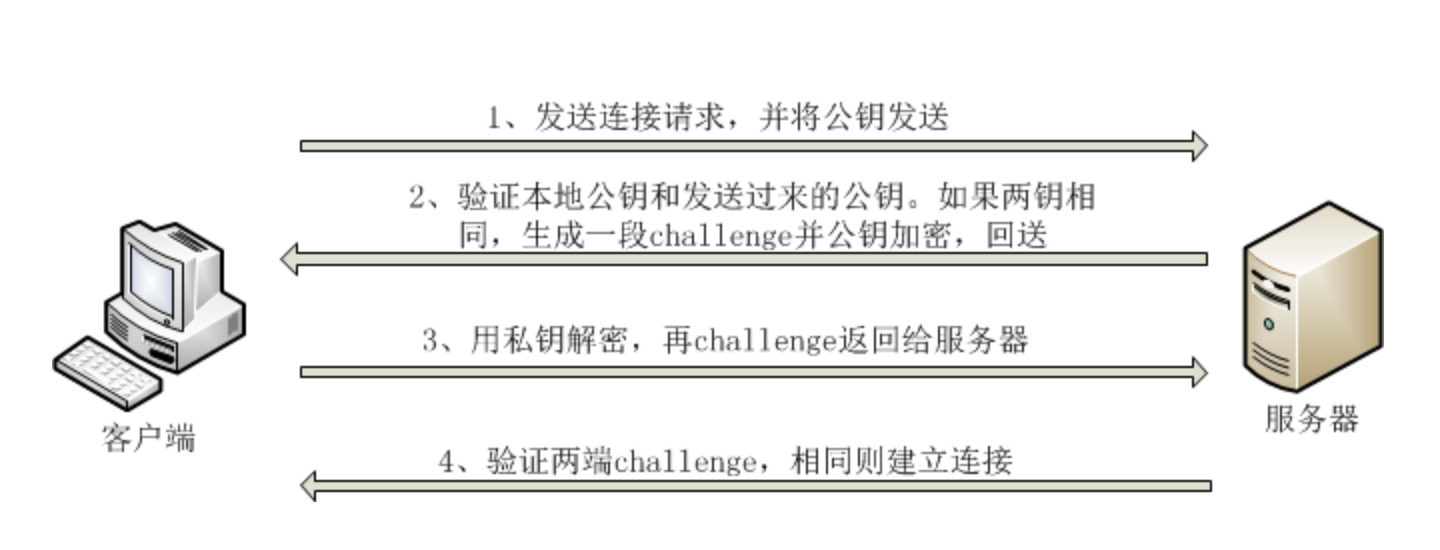 1、发送连接请求，并将公钥发送
2、验证本地公钥和发送过来的公钥。如果两钥相
同，生成一段challenge并公钥加密，回送
3、用私钥解密，再challenge返回给服务器
客户端
服务器
4、验证两端challenge，相同则建立连接